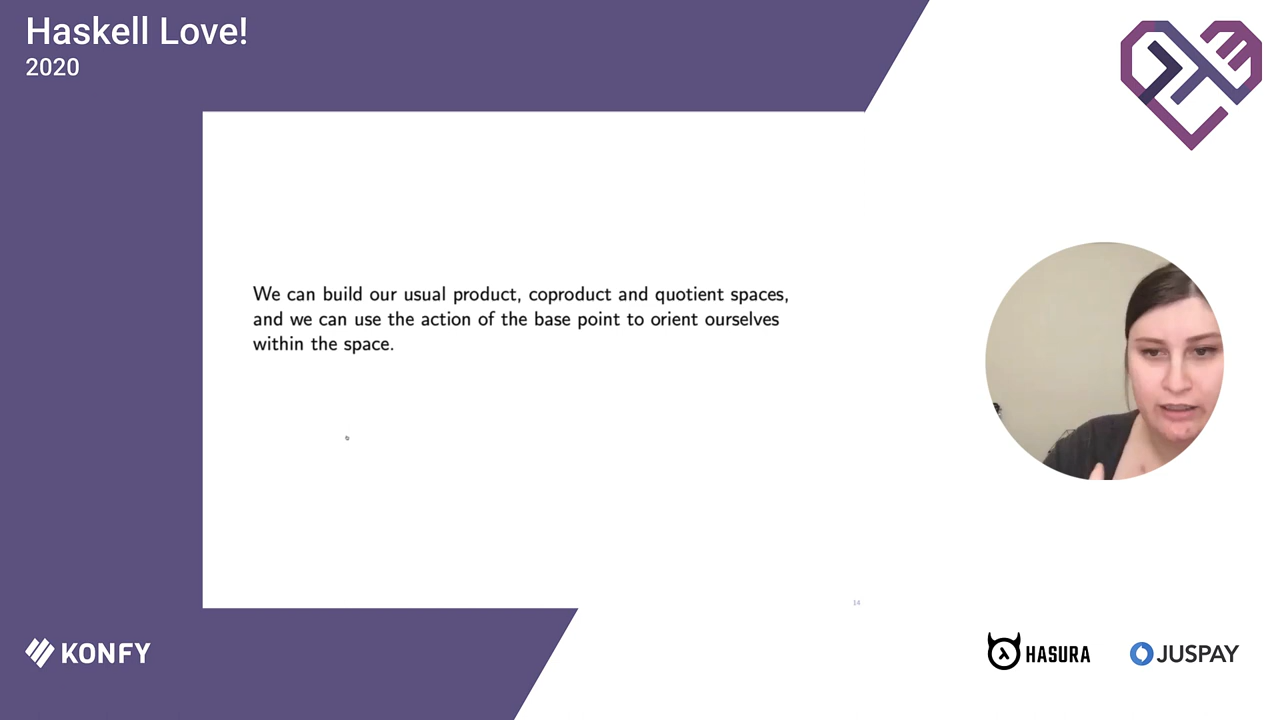 Haskell Love!
2020
We can build our usual product, coproduct and quotient spaces,
and we can use the action of the base point to orient ourselves
within the space.
14
KONFY
HASURA
JUSPAY